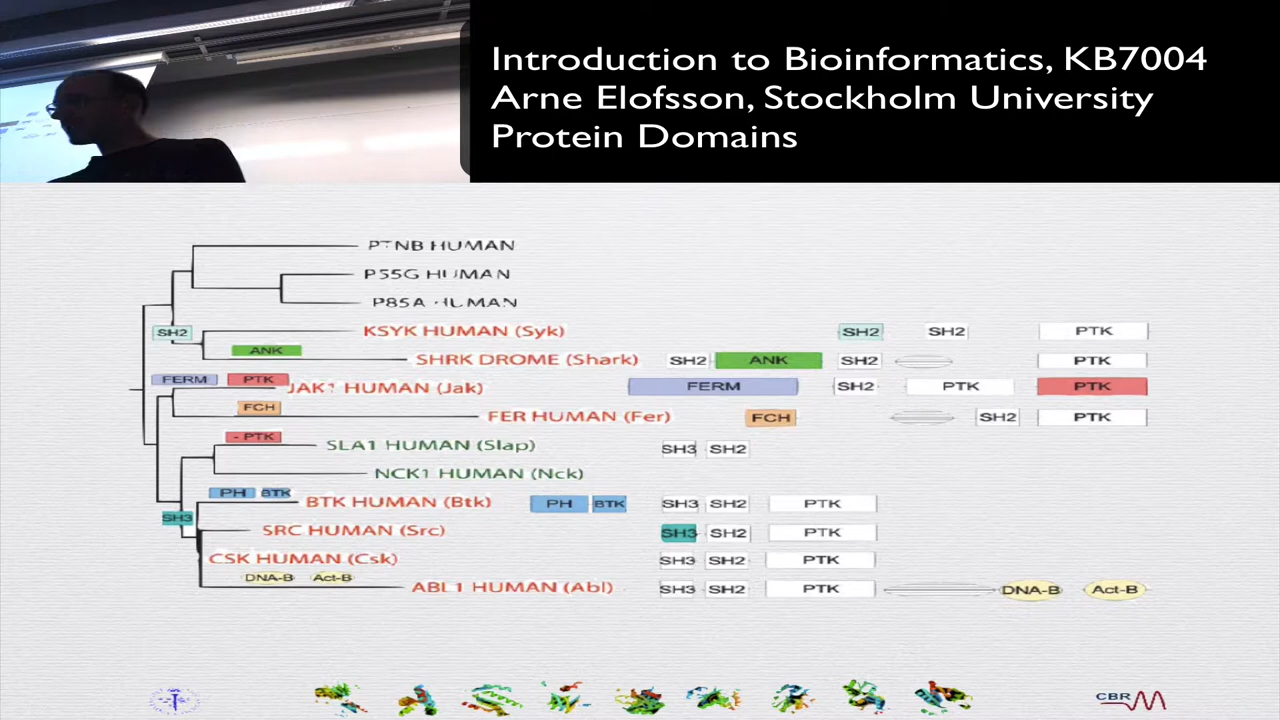 Introduction to Bioinformatics, KB7004
Arne Elofsson, Stockholm University
Protein Domains
PTNB HUMAN
P55G HUMAN
P85A HUMAN
SH2 KSYK HUMAN (Syk) SH2 SH2 PTK
ANK SHRK DROME (Shark) SH2 ANK SH2 PTK
FERM PTK JAK1 HUMAN (Jak) FERM SH2 PTK PTK
FCH FER HUMAN (Fer) FCH SH2 PTK
- PTK SLA1 HUMAN (Slap) SH3 SH2
NCK1 HUMAN (Nck)
PH BTK BTK HUMAN (Btk) PH BTK SH3 SH2 PTK
SH3 SRC HUMAN (Src) SH3 SH2 PTK
CSK HUMAN (Csk) SH3 SH2 PTK
DNA-B Act-B ABL1 HUMAN (Abl) SH3 SH2 PTK DNA-B Act-B
CBR